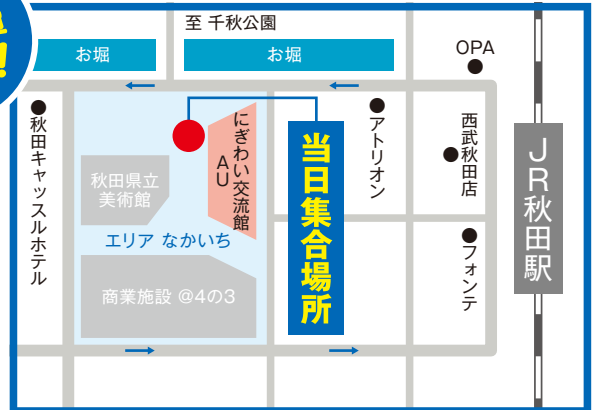 至 千秋公園
お堀
お堀
OPA
秋田キャッスルホテル
にぎわい交流館
AU
当日集合場所
アトリオン
西武秋田店
JR秋田駅
秋田県立
美術館
エリア なかいち
フォンテ
商業施設 @4の3